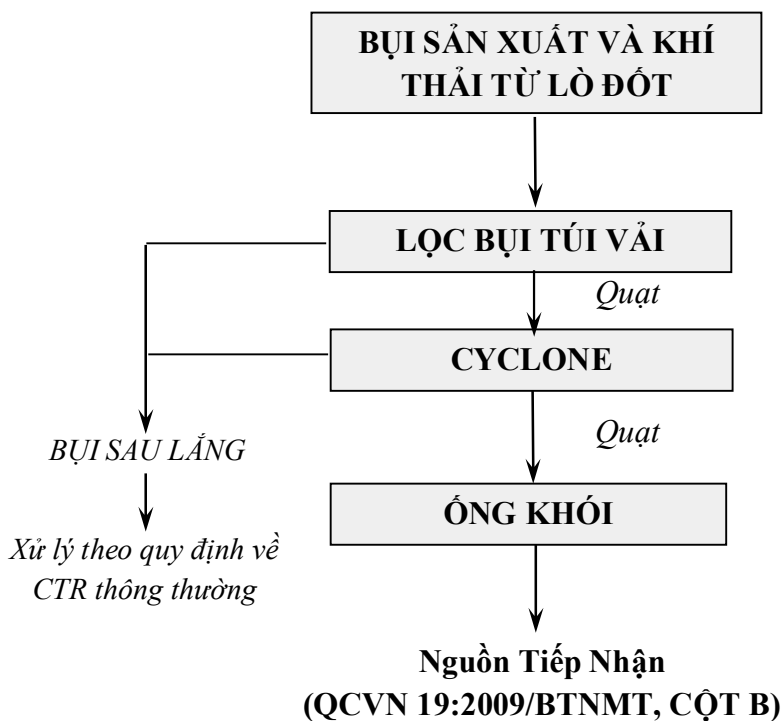 BỤI SẢN XUẤT VÀ KHÍ
THẢI TỪ LÒ ĐỐT
LỌC BỤI TÚI VẢI
Quạt
CYCLONE
Quạt
BỤI SAU LẮNG
ỐNG KHÓI
Xử lý theo quy định về
CTR thông thường
Nguồn Tiếp Nhận
(QCVN 19:2009/BTNMT, CỘT B)